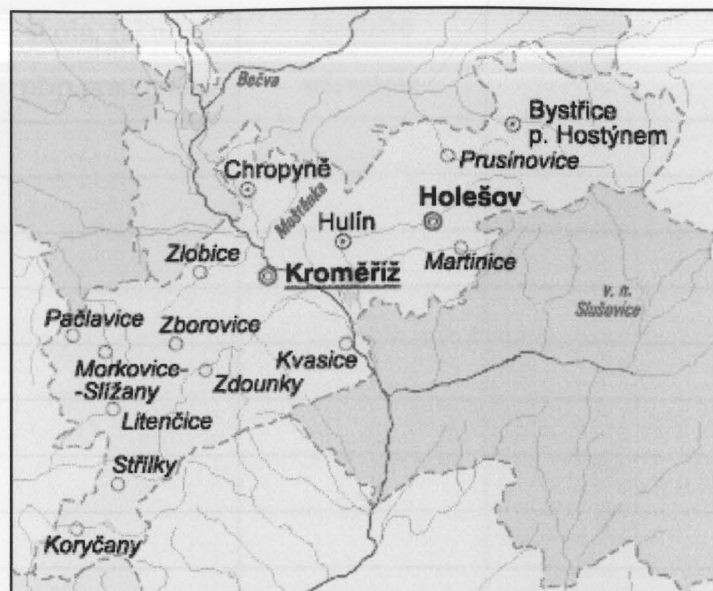 Bečva
Bystřice
p. Hostýnem
Prusinovice
Chropyně
Holešov
Hulín
Martinice
Zlobice
Kroměříž
v. n.
Slušovice
Pačlavice
Zborovice
Kvasice
Morkovice-
-Slížany
Zdounky
Litenčice
Střílky
Koryčany